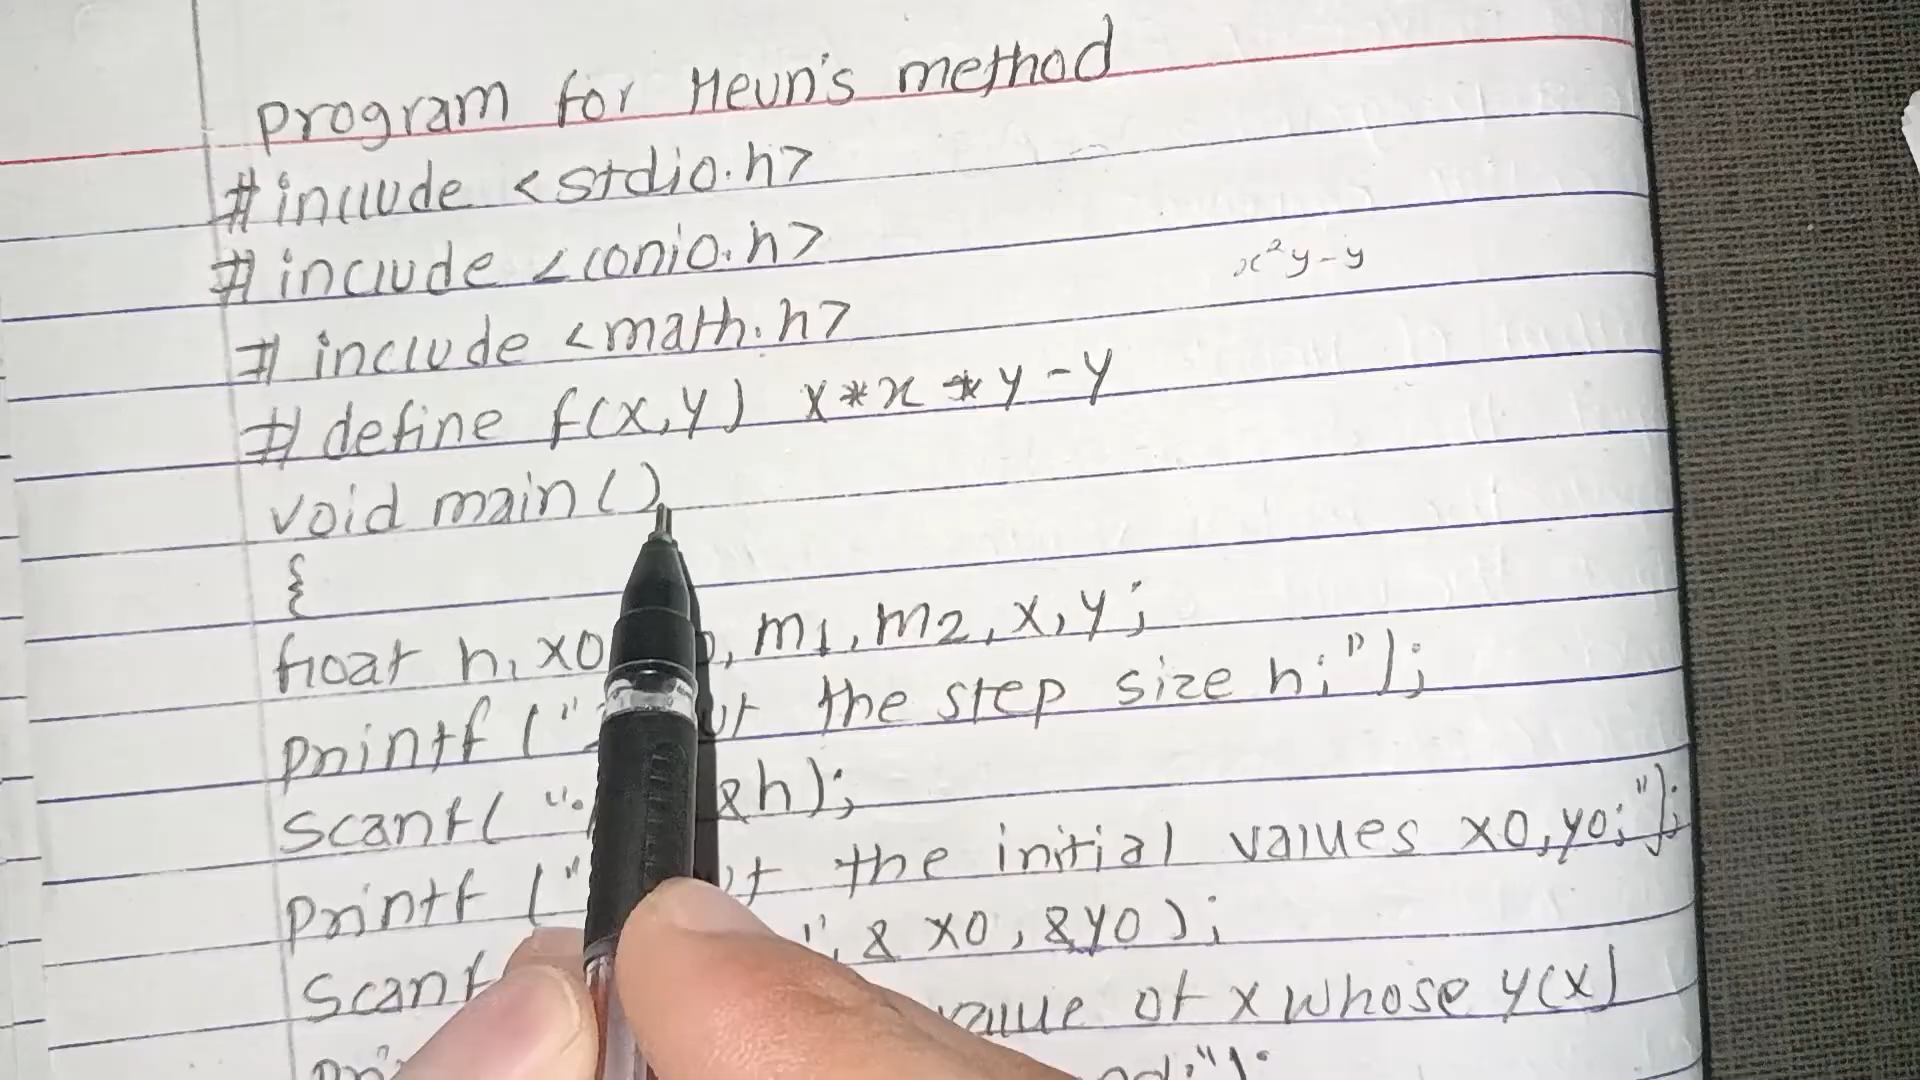 program for Heun's method
#include <stdio.h>
#include <conio.h>
x²y-y
# include <math.h>
# define f(x,y) x*x*y-y
void main()
{
float h, x0, m1, m2, x, y;
printf (" the step size h;");
scanf(" &h);
printf (" the initial values x0, y0;");
scanf ", &x0, &y0);
value of x whose y(x)